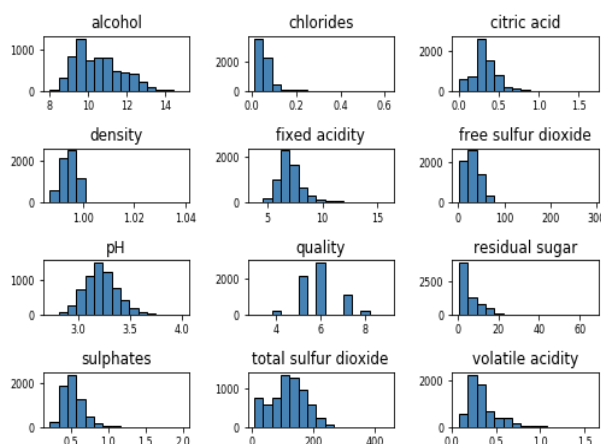 alcohol chlorides citric acid
1000 2500 2000
0 0 0
8 10 12 14 0.0 0.2 0.4 0.6 0.0 0.5 1.0 1.5
density fixed acidity free sulfur dioxide
2000 2000 2000
0 0 0
1.00 1.02 1.04 5 10 15 0 100 200 300
pH quality residual sugar
1000 2000 2500
0 0 0
3.0 3.5 4.0 4 6 8 0 20 40 60
sulphates total sulfur dioxide volatile acidity
2000 1000 2000
0 0 0
0.5 1.0 1.5 2.0 0 200 400 0.0 0.5 1.0 1.5